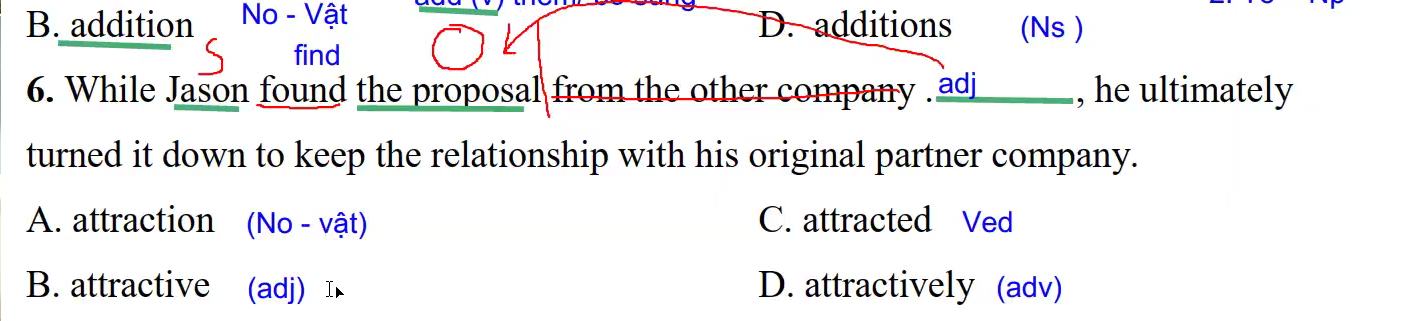 No - Vật
B. addition D. additions (Ns )
S find O
6. While Jason found the proposal from the other company . adj , he ultimately
turned it down to keep the relationship with his original partner company.
A. attraction (No - vật) C. attracted Ved
B. attractive (adj) D. attractively (adv)